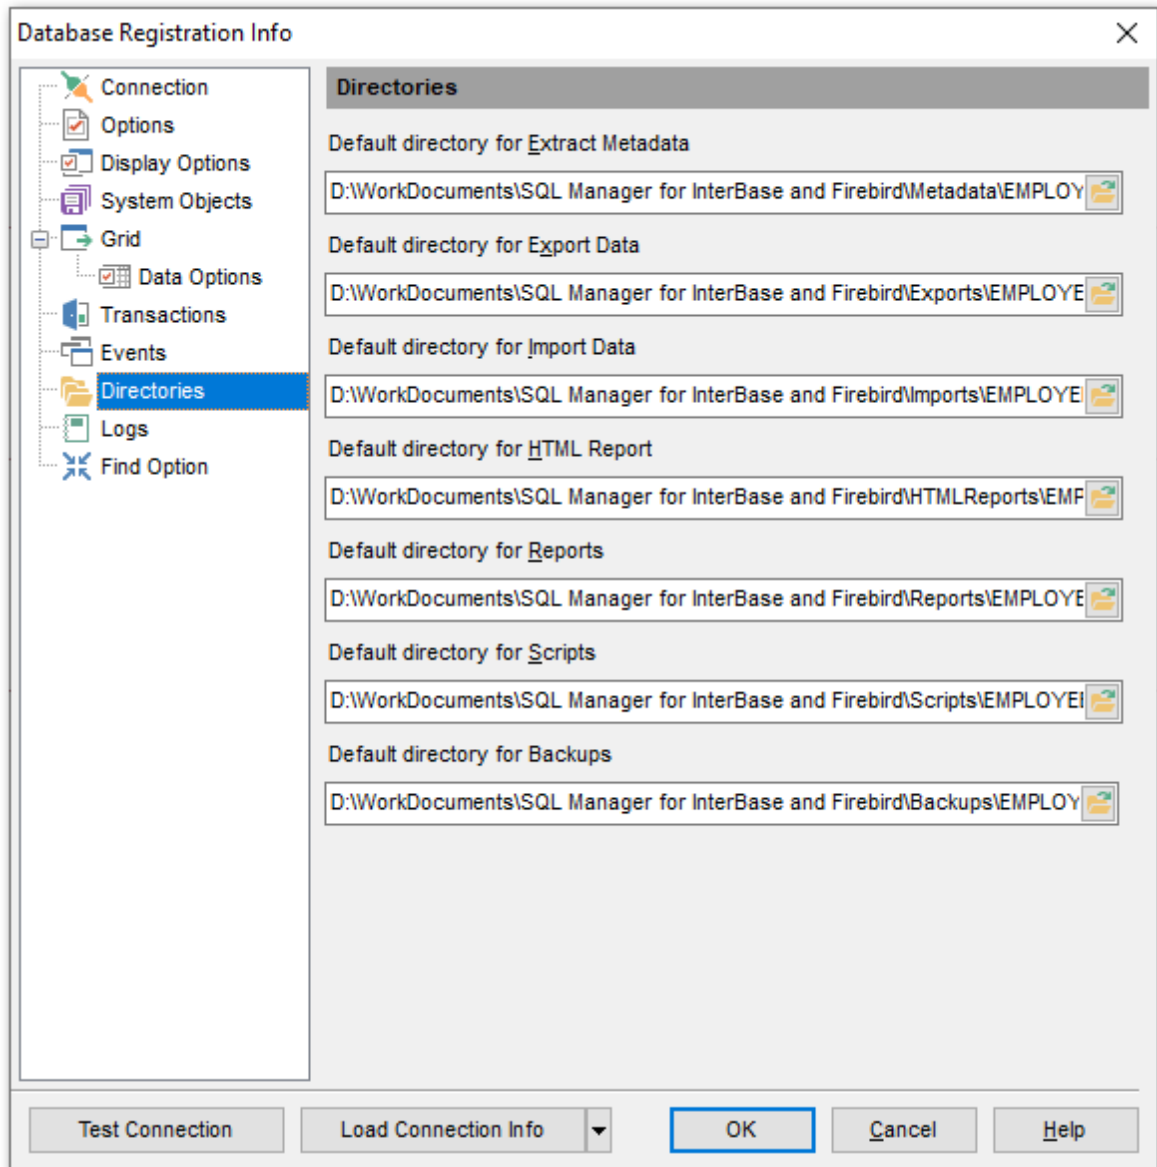 Database Registration Info
Connection
Options
Display Options
System Objects
Grid
Data Options
Transactions
Events
Directories
Logs
Find Option
Directories
Default directory for Extract Metadata
D:\WorkDocuments\SQL Manager for InterBase and Firebird\Metadata\EMPLOY
Default directory for Export Data
D:\WorkDocuments\SQL Manager for InterBase and Firebird\Exports\EMPLOYE
Default directory for Import Data
D:\WorkDocuments\SQL Manager for InterBase and Firebird\Imports\EMPLOYE
Default directory for HTML Report
D:\WorkDocuments\SQL Manager for InterBase and Firebird\HTMLReports\EMP
Default directory for Reports
D:\WorkDocuments\SQL Manager for InterBase and Firebird\Reports\EMPLOYE
Default directory for Scripts
D:\WorkDocuments\SQL Manager for InterBase and Firebird\Scripts\EMPLOYEE
Default directory for Backups
D:\WorkDocuments\SQL Manager for InterBase and Firebird\Backups\EMPLOY
Test Connection
Load Connection Info
OK
Cancel
Help